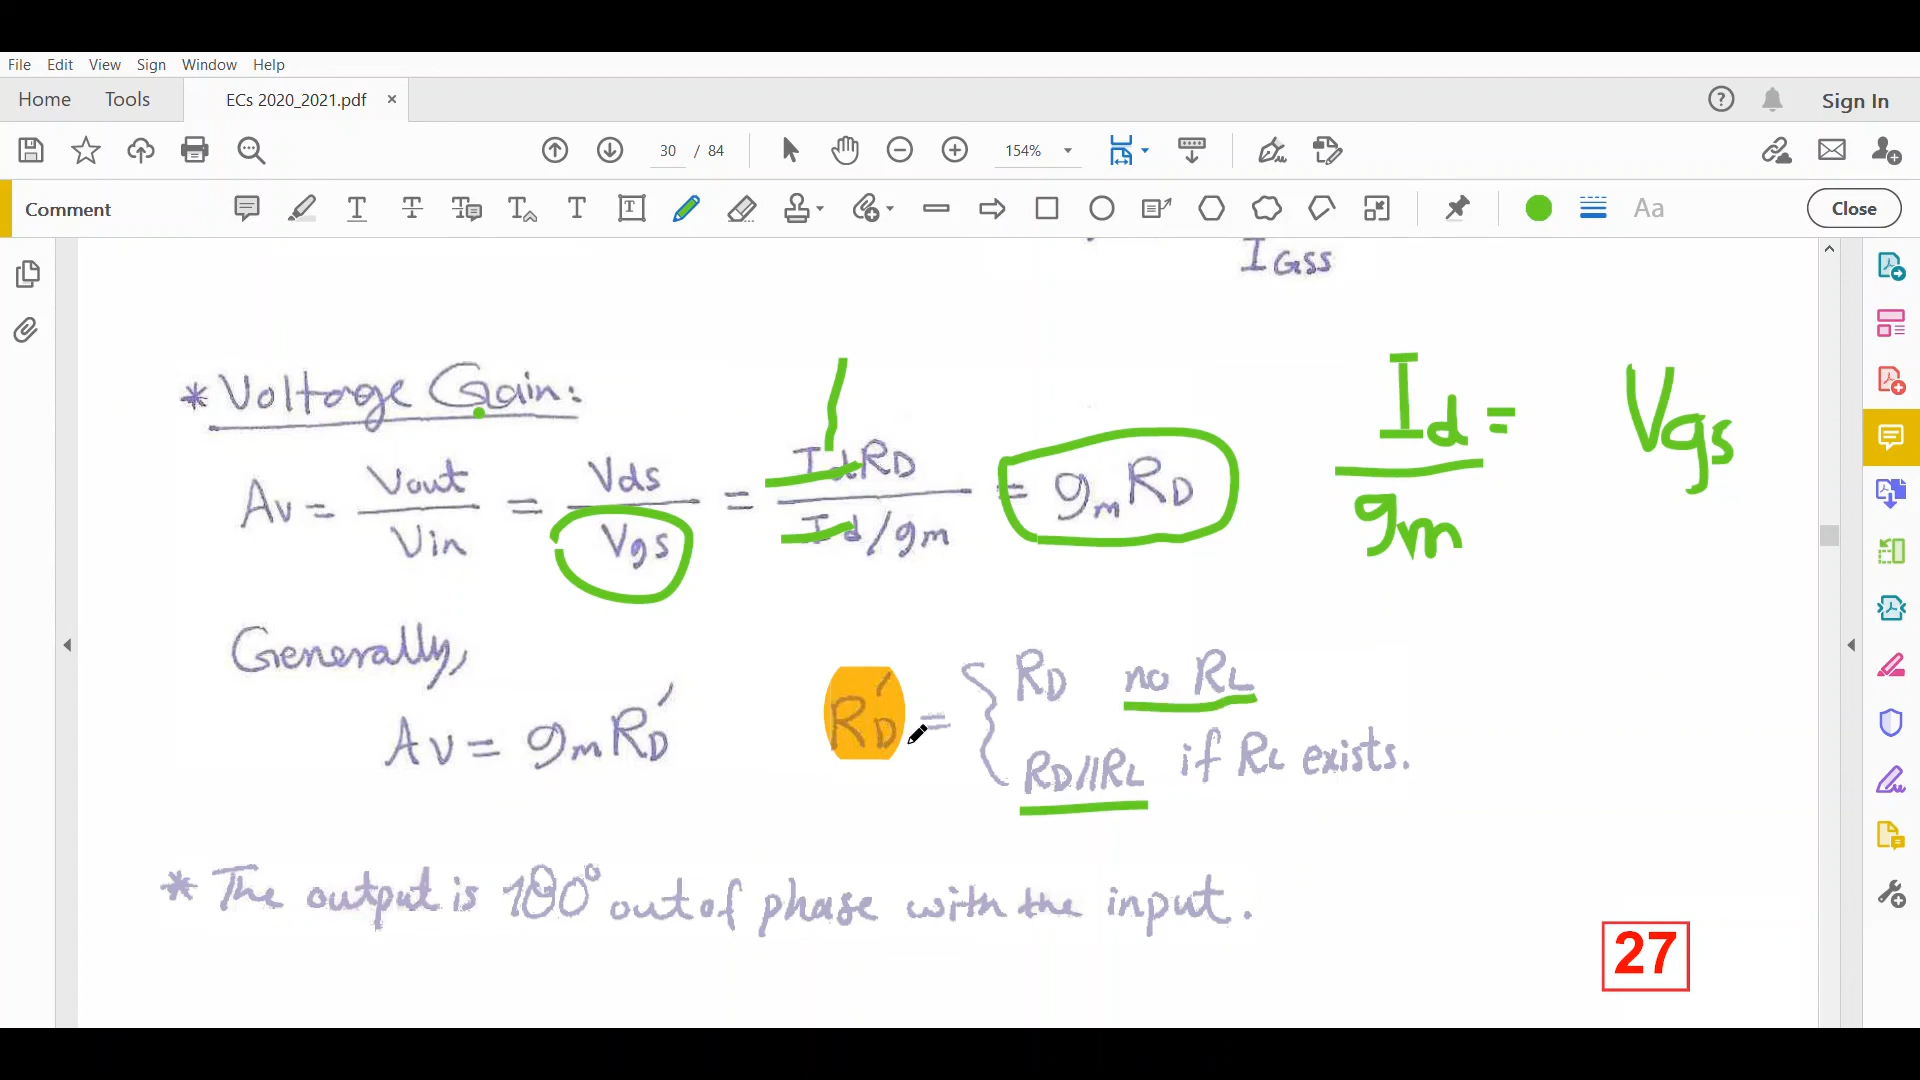 File Edit View Sign Window Help
Home Tools ECs 2020_2021.pdf × Sign In
30 / 84 154%
Comment Aa Close
IGSS
* Voltage Gain:
Av = Vout/Vin = Vds/Vgs = IdRD/Id/gm = gmRD
Id/gm = Vgs
Generally,
Av = gmRD′
RD′ = { RD no RL
RD//RL if RL exists.
* The output is 180° out of phase with the input.
27